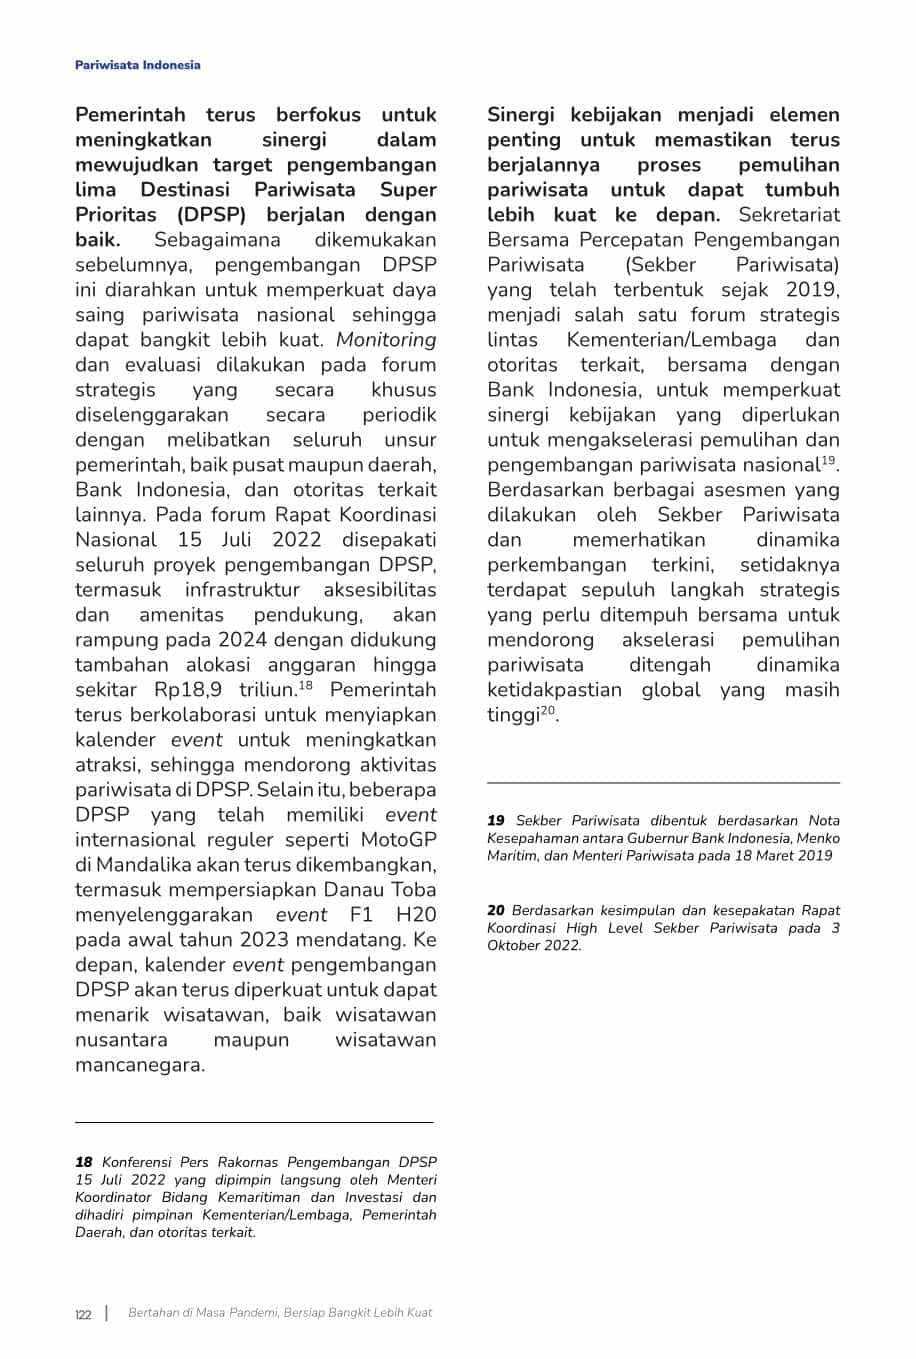 Pariwisata Indonesia
Pemerintah terus berfokus untuk
meningkatkan sinergi dalam
mewujudkan target pengembangan
lima Destinasi Pariwisata Super
Prioritas (DPSP) berjalan dengan
baik. Sebagaimana dikemukakan
sebelumnya, pengembangan DPSP
ini diarahkan untuk memperkuat daya
saing pariwisata nasional sehingga
dapat bangkit lebih kuat. Monitoring
dan evaluasi dilakukan pada forum
strategis yang secara khusus
diselenggarakan secara periodik
dengan melibatkan seluruh unsur
pemerintah, baik pusat maupun daerah,
Bank Indonesia, dan otoritas terkait
lainnya. Pada forum Rapat Koordinasi
Nasional 15 Juli 2022 disepakati
seluruh proyek pengembangan DPSP,
termasuk infrastruktur aksesibilitas
dan amenitas pendukung, akan
rampung pada 2024 dengan didukung
tambahan alokasi anggaran hingga
sekitar Rp18,9 triliun.18 Pemerintah
terus berkolaborasi untuk menyiapkan
kalender event untuk meningkatkan
atraksi, sehingga mendorong aktivitas
pariwisata di DPSP. Selain itu, beberapa
DPSP yang telah memiliki event
internasional reguler seperti MotoGP
di Mandalika akan terus dikembangkan,
termasuk mempersiapkan Danau Toba
menyelenggarakan event F1 H20
pada awal tahun 2023 mendatang. Ke
depan, kalender event pengembangan
DPSP akan terus diperkuat untuk dapat
menarik wisatawan, baik wisatawan
nusantara maupun wisatawan
mancanegara.
18 Konferensi Pers Rakornas Pengembangan DPSP
15 Juli 2022 yang dipimpin langsung oleh Menteri
Koordinator Bidang Kemaritiman dan Investasi dan
dihadiri pimpinan Kementerian/Lembaga, Pemerintah
Daerah, dan otoritas terkait.
Sinergi kebijakan menjadi elemen
penting untuk memastikan terus
berjalannya proses pemulihan
pariwisata untuk dapat tumbuh
lebih kuat ke depan. Sekretariat
Bersama Percepatan Pengembangan
Pariwisata (Sekber Pariwisata)
yang telah terbentuk sejak 2019,
menjadi salah satu forum strategis
lintas Kementerian/Lembaga dan
otoritas terkait, bersama dengan
Bank Indonesia, untuk memperkuat
sinergi kebijakan yang diperlukan
untuk mengakselerasi pemulihan dan
pengembangan pariwisata nasional19.
Berdasarkan berbagai asesmen yang
dilakukan oleh Sekber Pariwisata
dan memerhatikan dinamika
perkembangan terkini, setidaknya
terdapat sepuluh langkah strategis
yang perlu ditempuh bersama untuk
mendorong akselerasi pemulihan
pariwisata ditengah dinamika
ketidakpastian global yang masih
tinggi20.
19 Sekber Pariwisata dibentuk berdasarkan Nota
Kesepahaman antara Gubernur Bank Indonesia, Menko
Maritim, dan Menteri Pariwisata pada 18 Maret 2019
20 Berdasarkan kesimpulan dan kesepakatan Rapat
Koordinasi High Level Sekber Pariwisata pada 3
Oktober 2022.
122 | Bertahan di Masa Pandemi, Bersiap Bangkit Lebih Kuat